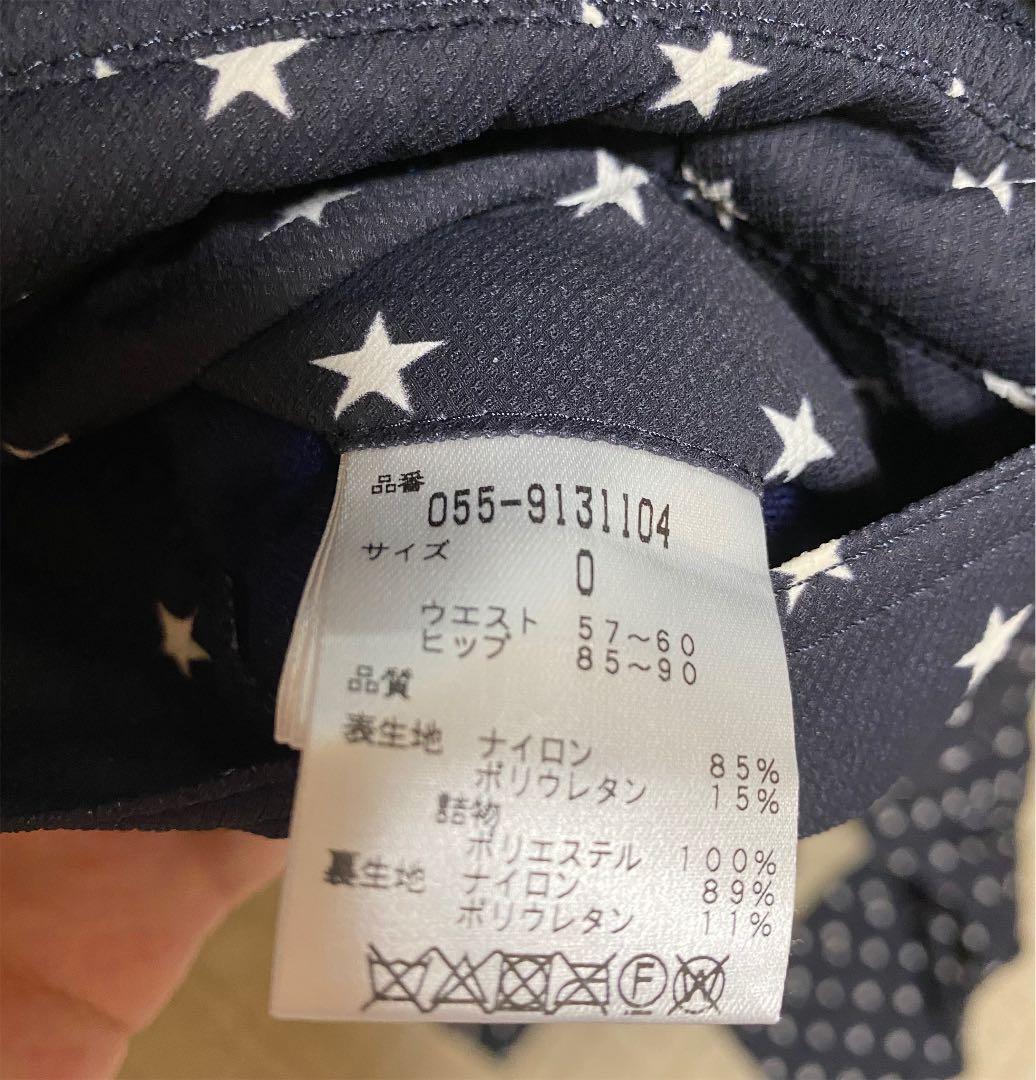 品番 055-9131104
サイズ 0
ウエスト 57～60
ヒップ 85～90
品質
表生地 ナイロン 85%
ポリウレタン 15%
詰物
ポリエステル 100%
裏生地 ナイロン 89%
ポリウレタン 11%
F W